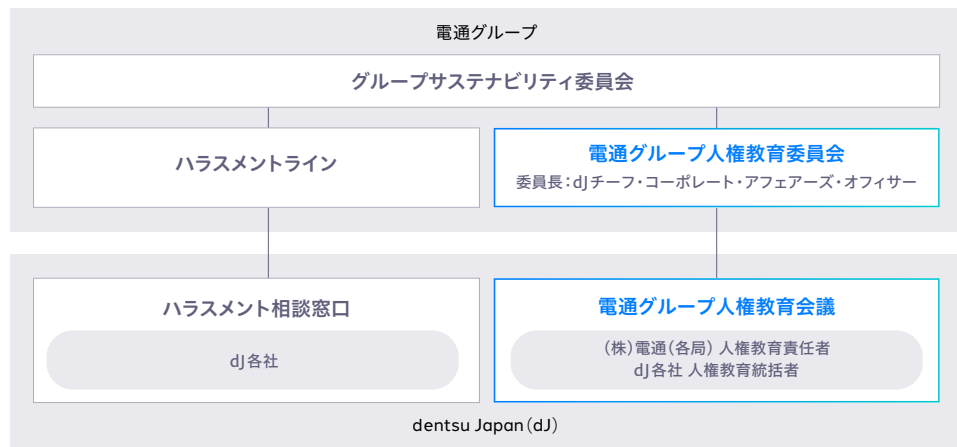 電通グループ
グループサステナビリティ委員会
ハラスメントライン
電通グループ人権教育委員会
委員長：dJチーフ・コーポレート・アフェアーズ・オフィサー
ハラスメント相談窓口
dJ各社
電通グループ人権教育会議
（株）電通（各局） 人権教育責任者
dJ各社 人権教育統括者
dentsu Japan（dJ）